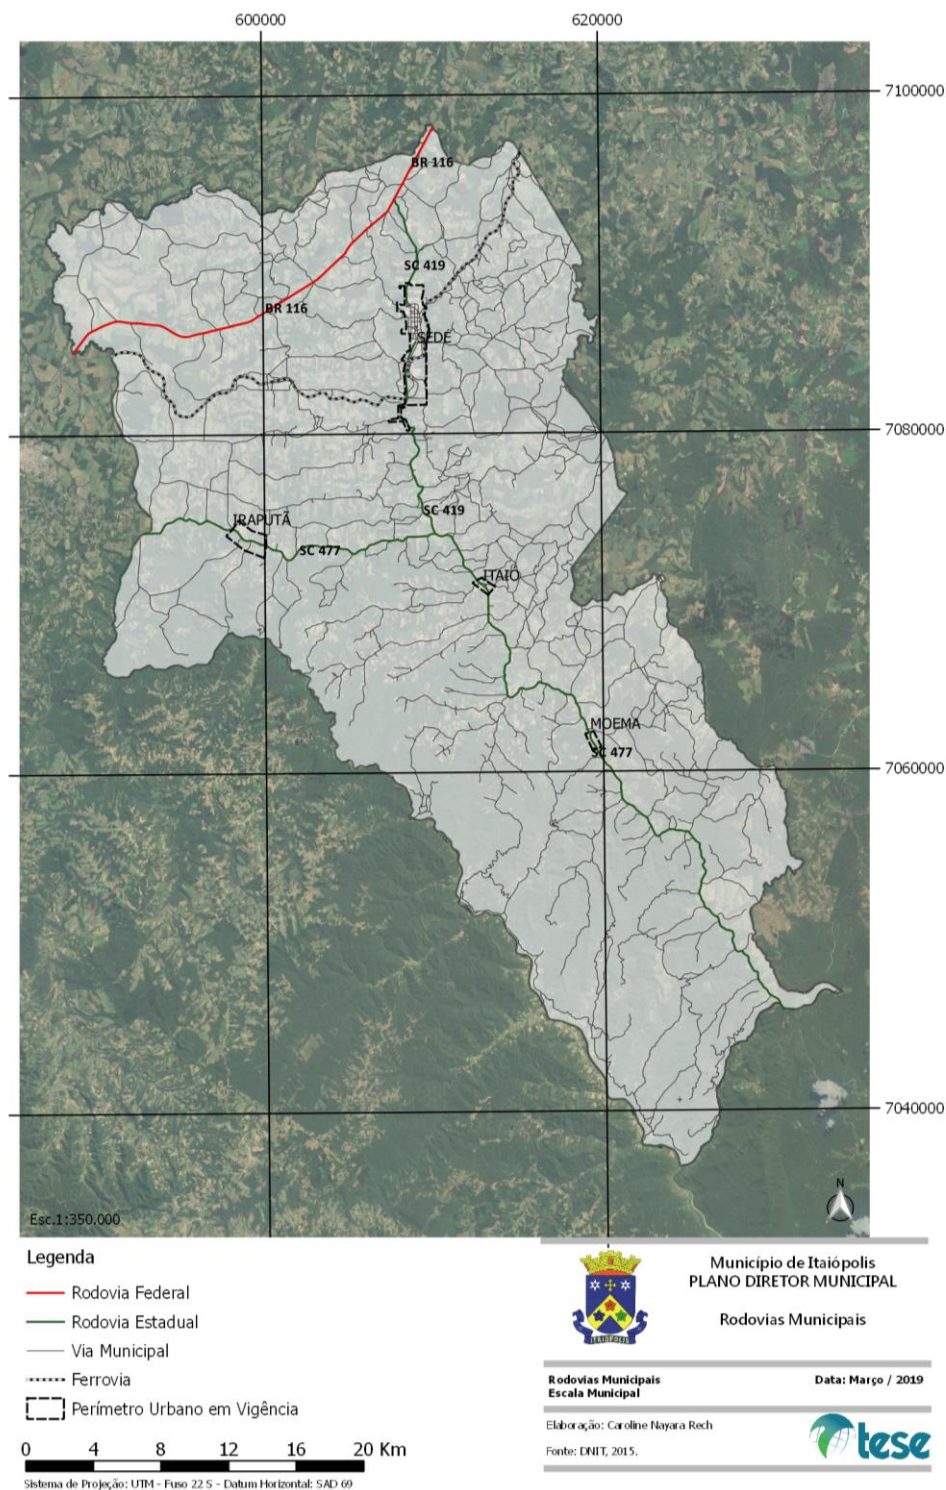 600000
620000
7100000
BR 116
SC 419
BR 116
SEDE
7080000
SC 419
IRAPUTÃ
SC 477
ITAIÓ
MOEMA
SC 477
7060000
7040000
N
Esc.1:350.000
Legenda
Rodovia Federal
Rodovia Estadual
Via Municipal
Ferrovia
Perímetro Urbano em Vigência
0 4 8 12 16 20 Km
Sistema de Projeção: UTM - Fuso 22 S - Datum Horizontal: SAD 69
ITAIÓPOLIS
Município de Itaiópolis
PLANO DIRETOR MUNICIPAL
Rodovias Municipais
Rodovias Municipais
Escala Municipal
Data: Março / 2019
Elaboração: Caroline Nayara Rech
Fonte: DNIT, 2015.
tese